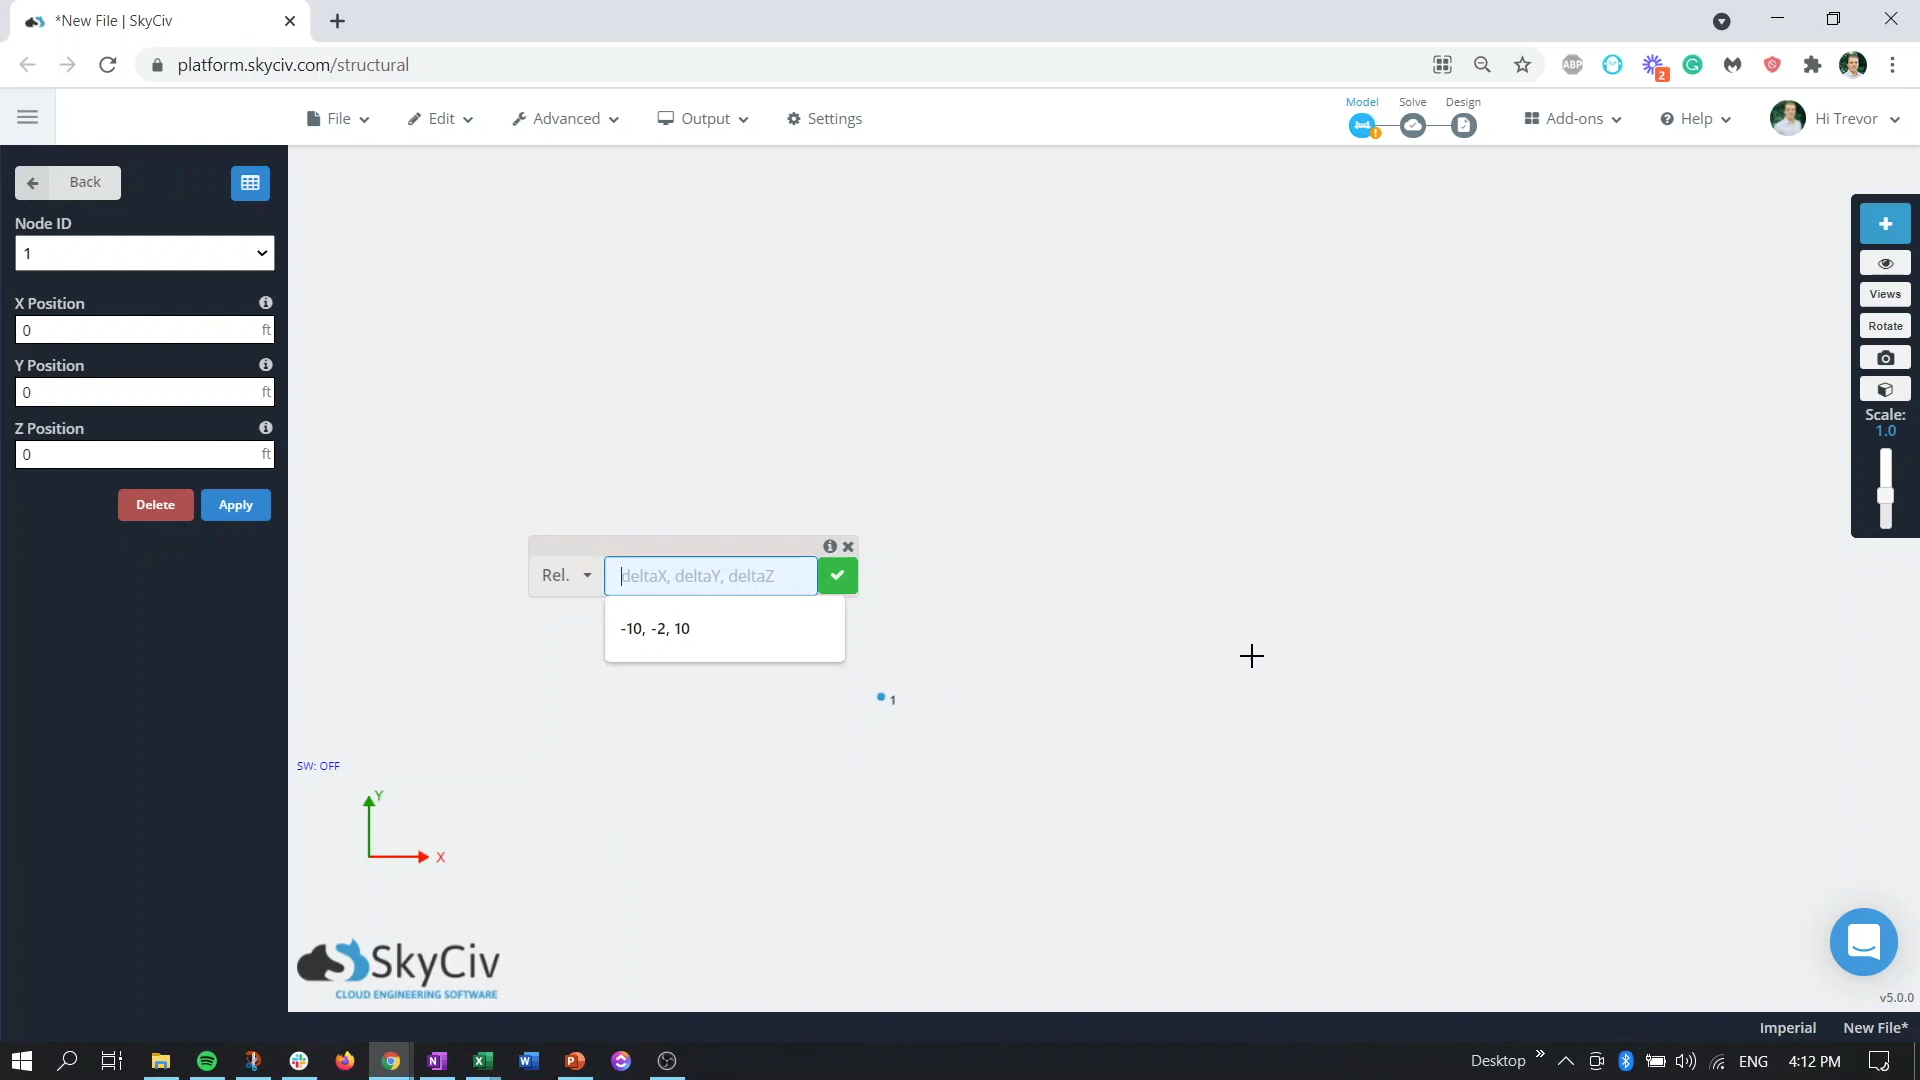 *New File | SkyCiv
platform.skyciv.com/structural
ABP
2
File
Edit
Advanced
Output
Settings
Model
Solve
Design
Add-ons
Help
Hi Trevor
Back
Node ID
1
X Position
0 ft
Y Position
0 ft
Z Position
0 ft
Delete
Apply
Views
Rotate
Scale:
1.0
Rel.
deltaX, deltaY, deltaZ
-10, -2, 10
1
SW: OFF
Y
X
SkyCiv
CLOUD ENGINEERING SOFTWARE
v5.0.0
Imperial
New File*
Desktop
ENG
4:12 PM